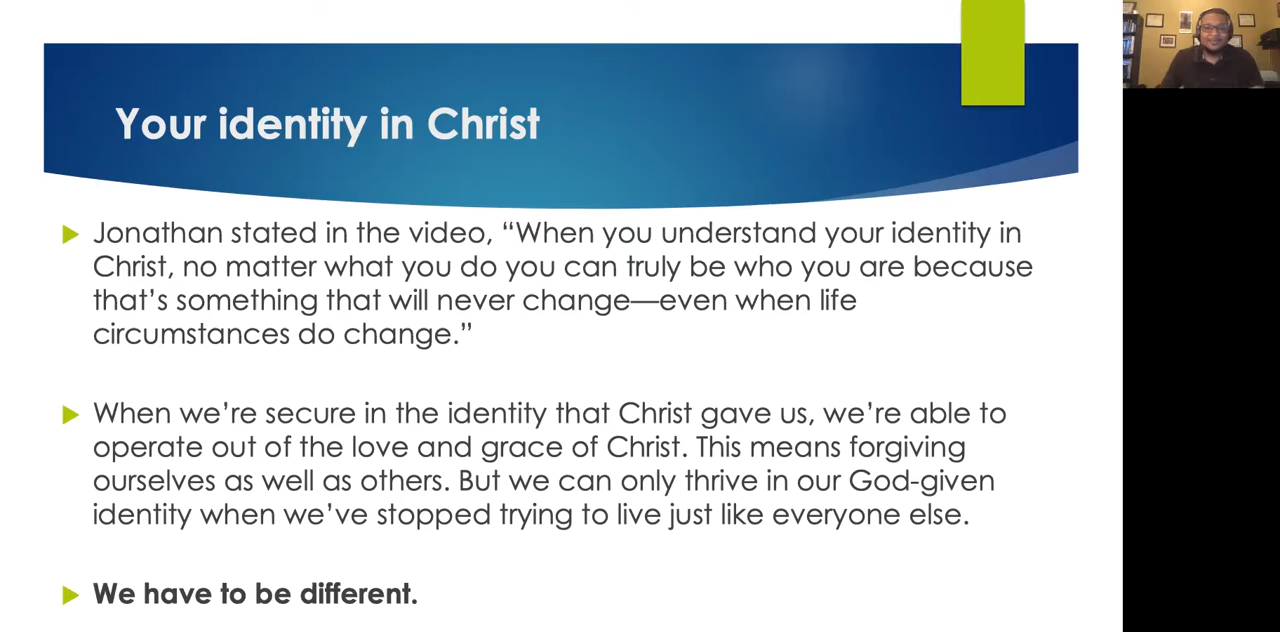 Your identity in Christ
Jonathan stated in the video, “When you understand your identity in
Christ, no matter what you do you can truly be who you are because
that’s something that will never change—even when life
circumstances do change.”
When we’re secure in the identity that Christ gave us, we’re able to
operate out of the love and grace of Christ. This means forgiving
ourselves as well as others. But we can only thrive in our God-given
identity when we’ve stopped trying to live just like everyone else.
We have to be different.